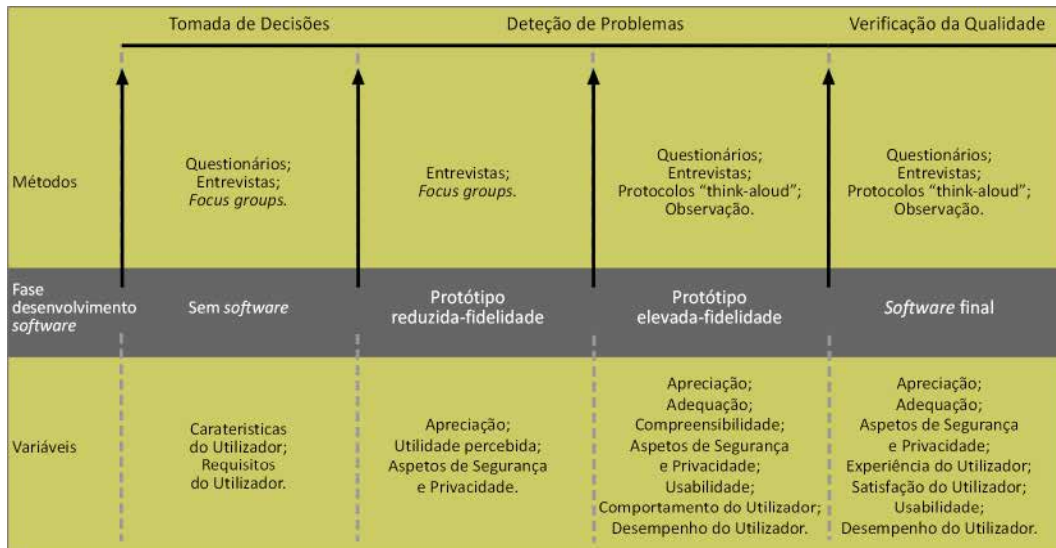 Tomada de Decisões
Deteção de Problemas
Verificação da Qualidade
Métodos
Questionários;
Entrevistas;
Focus groups.
Entrevistas;
Focus groups.
Questionários;
Entrevistas;
Protocolos “think-aloud”;
Observação.
Questionários;
Entrevistas;
Protocolos “think-aloud”;
Observação.
Fase
desenvolvimento
software
Sem software
Protótipo
reduzida-fidelidade
Protótipo
elevada-fidelidade
Software final
Variáveis
Carateristicas
do Utilizador;
Requisitos
do Utilizador.
Apreciação;
Utilidade percebida;
Aspetos de Segurança
e Privacidade.
Apreciação;
Adequação;
Compreensibilidade;
Aspetos de Segurança
e Privacidade;
Usabilidade;
Comportamento do Utilizador;
Desempenho do Utilizador.
Apreciação;
Adequação;
Aspetos de Segurança
e Privacidade;
Experiência do Utilizador;
Satisfação do Utilizador;
Usabilidade;
Desempenho do Utilizador.